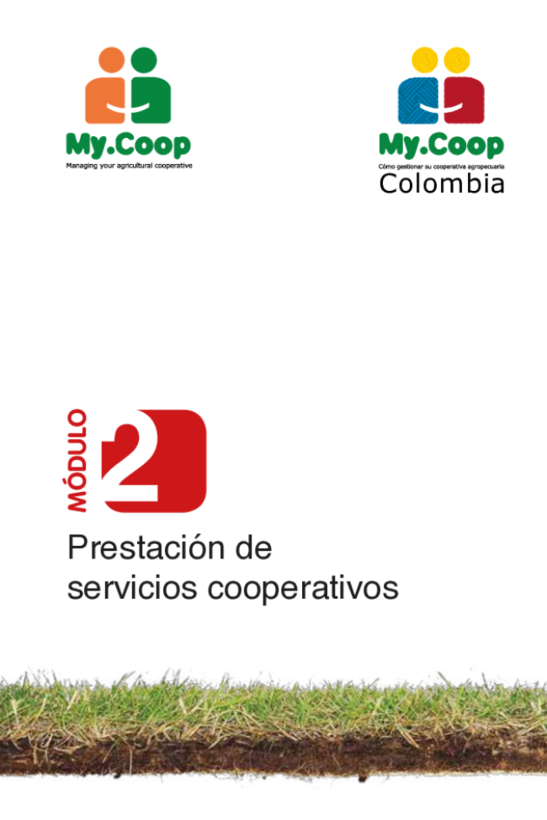 My.Coop
Managing your agricultural cooperative
My.Coop
Cómo gestionar su cooperativa agropecuaria
Colombia
MÓDULO
2
Prestación de
servicios cooperativos